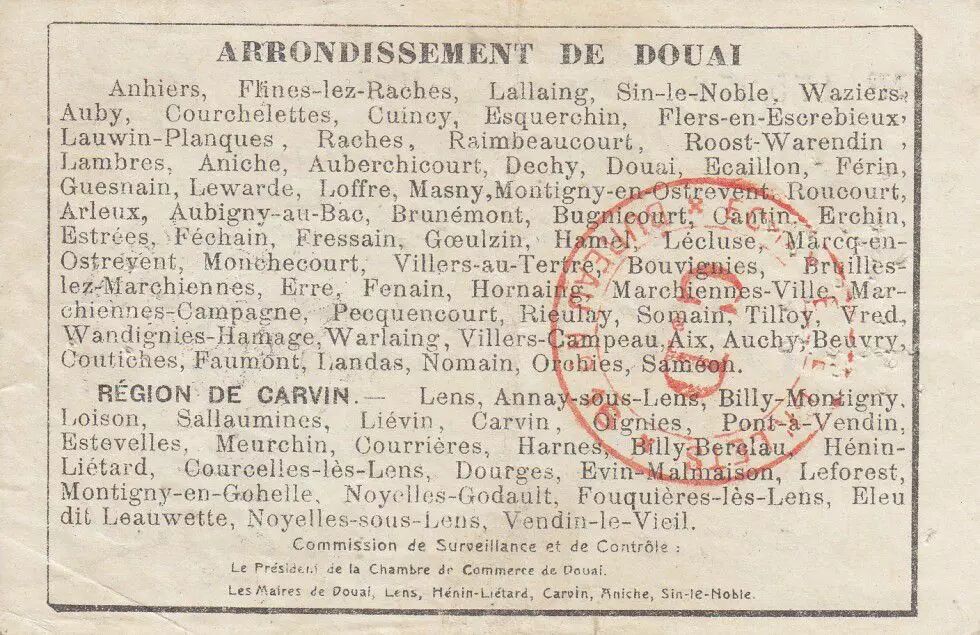 ARRONDISSEMENT DE DOUAI
Anhiers, Flines-lez-Raches, Lallaing, Sin-le-Noble, Waziers,
Auby, Courchelettes, Cuincy, Esquerchin, Flers-en-Escrebieux,
Lauwin-Planques, Raches, Raimbeaucourt, Roost-Warendin,
Lambres, Aniche, Auberchicourt, Dechy, Douai, Ecaillon, Férin,
Guesnain, Lewarde, Loffre, Masny, Montigny-en-Ostrevent, Roucourt,
Arleux, Aubigny-au-Bac, Brunémont, Bugnicourt, Cantin, Erchin,
Estrées, Féchain, Fressain, Gœulzin, Hamel, Lécluse, Marcq-en-
Ostrevent, Monchecourt, Villers-au-Tertre, Bouvignies, Bruilles-
lez-Marchiennes, Erre, Fenain, Hornaing, Marchiennes-Ville, Mar-
chiennes-Campagne, Pecquencourt, Rieulay, Somain, Tilloy, Vred,
Wandignies-Hamage, Warlaing, Villers-Campeau, Aix, Auchy, Beuvry,
Coutiches, Faumont, Landas, Nomain, Orchies, Saméon.
RÉGION DE CARVIN.— Lens, Annay-sous-Lens, Billy-Montigny,
Loison, Sallaumines, Liévin, Carvin, Oignies, Pont-à-Vendin,
Estevelles, Meurchin, Courrières, Harnes, Billy-Berclau, Hénin-
Liétard, Courcelles-lès-Lens, Dourges, Evin-Malmaison, Leforest,
Montigny-en-Gohelle, Noyelles-Godault, Fouquières-lès-Lens, Eleu
dit Leauwette, Noyelles-sous-Lens, Vendin-le-Vieil.
Commission de Surveillance et de Contrôle :
Le Président de la Chambre de Commerce de Douai.
Les Maires de Douai, Lens, Hénin-Liétard, Carvin, Aniche, Sin-le-Noble.
BUREAU